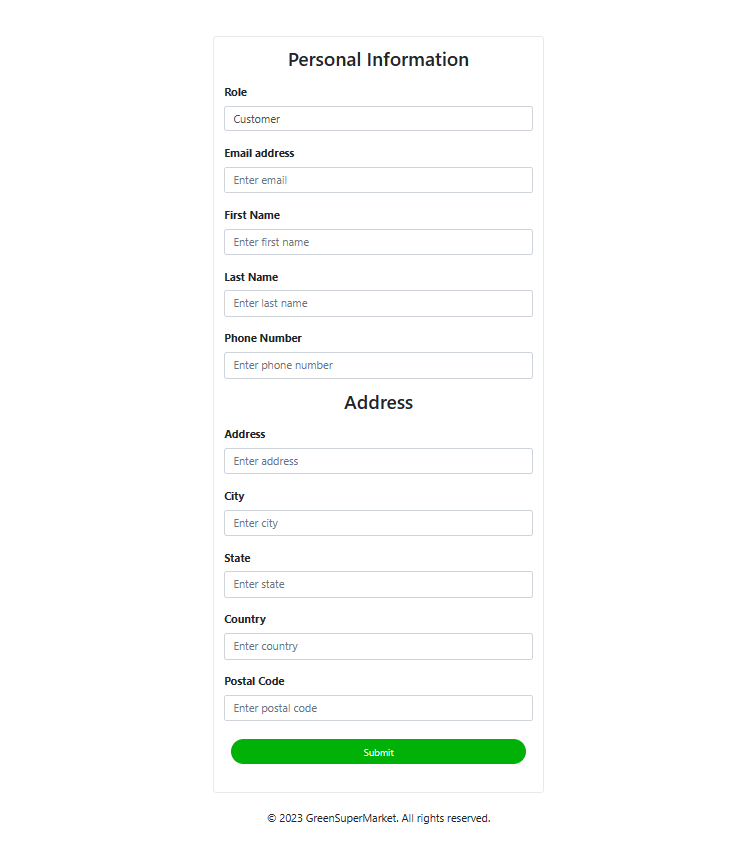 Personal Information
Role
Customer
Email address
Enter email
First Name
Enter first name
Last Name
Enter last name
Phone Number
Enter phone number
Address
Address
Enter address
City
Enter city
State
Enter state
Country
Enter country
Postal Code
Enter postal code
Submit
© 2023 GreenSuperMarket. All rights reserved.